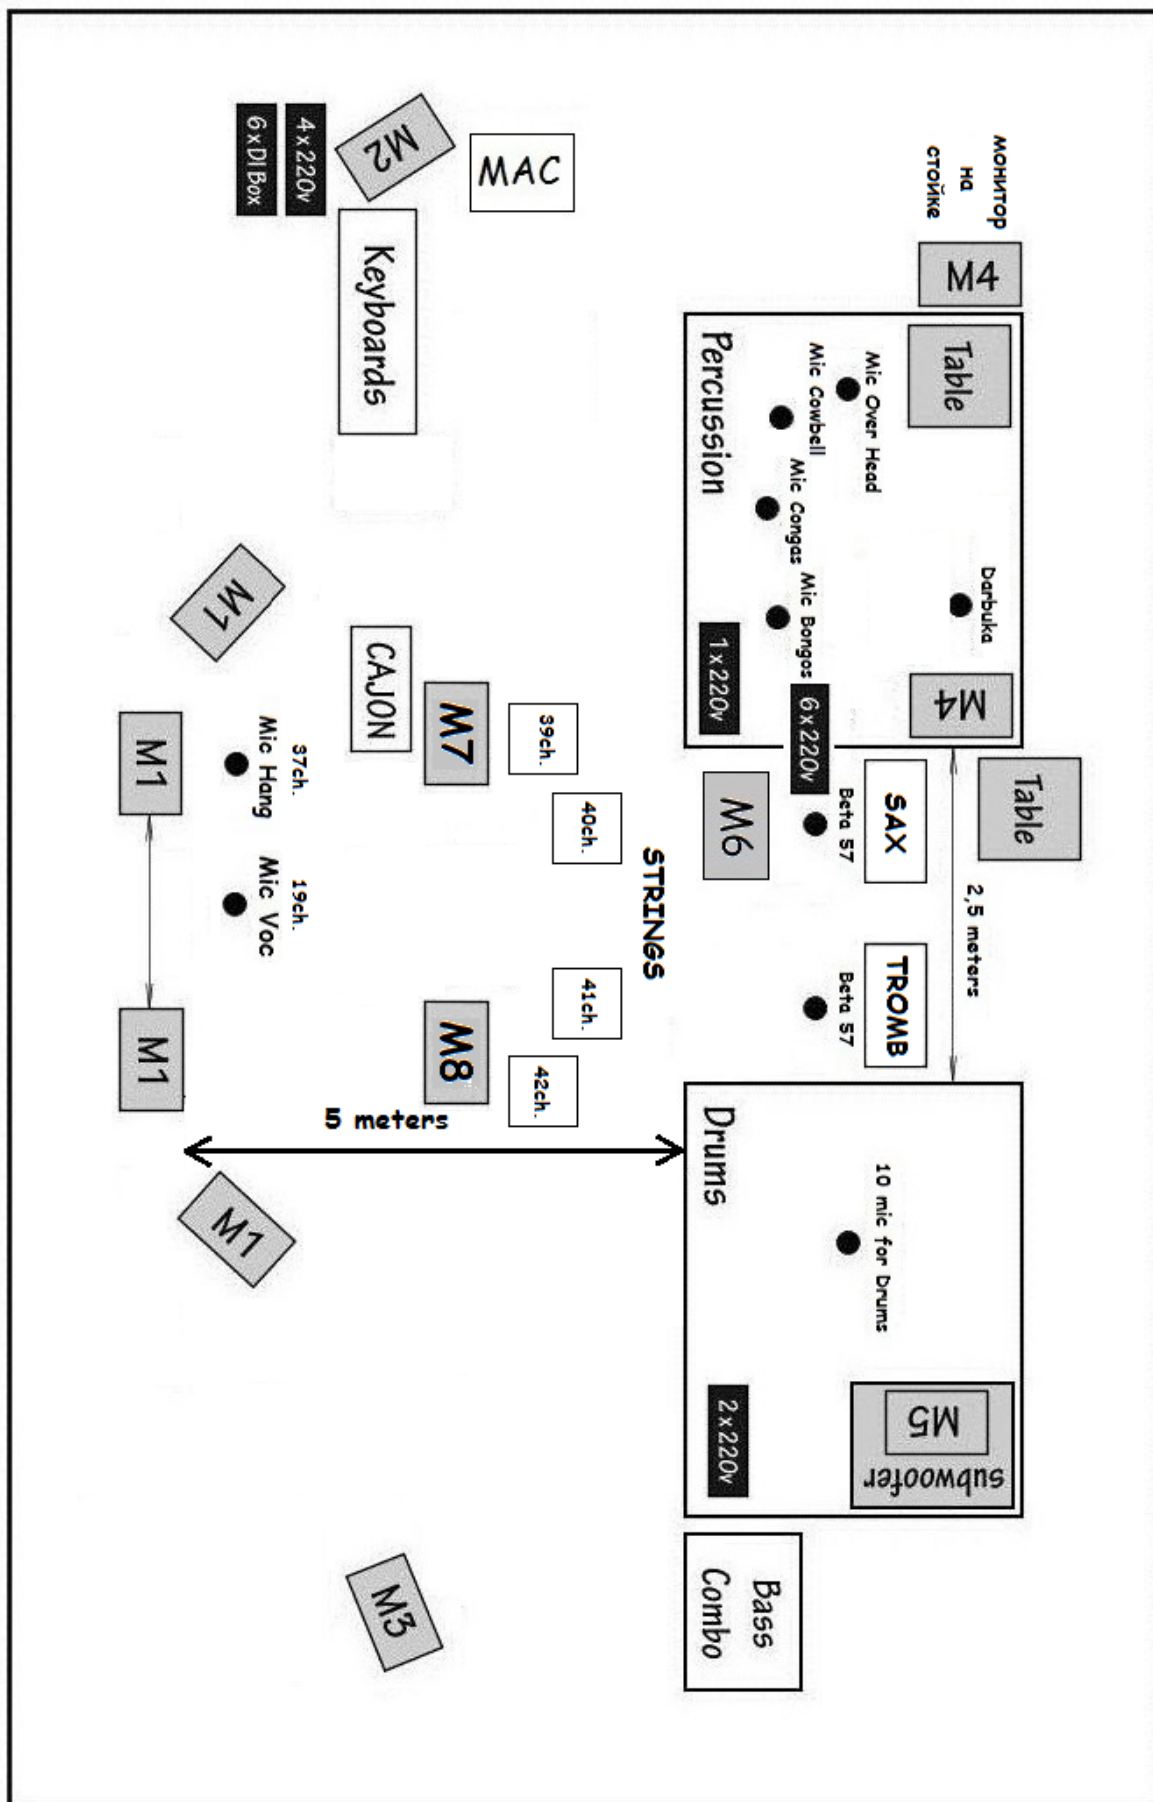 6 x DI Box
4 x 220v
M2
MAC
Keyboards
монитор
на
стойке
M4
Table
Percussion
Mic Over Head
Mic Cowbell
Mic Congas
Mic Bongos
Darbuka
1 x 220v
6 x 220v
M4
Table
M1
CAJON
M7
39ch.
40ch.
STRINGS
M6
Beta 57
SAX
2,5 meters
M1
37ch.
Mic Hang
19ch.
Mic Voc
M1
M8
41ch.
42ch.
Beta 57
TROMB
5 meters
M1
Drums
10 mic for Drums
2 x 220v
M5
subwoofer
M3
Bass
Combo